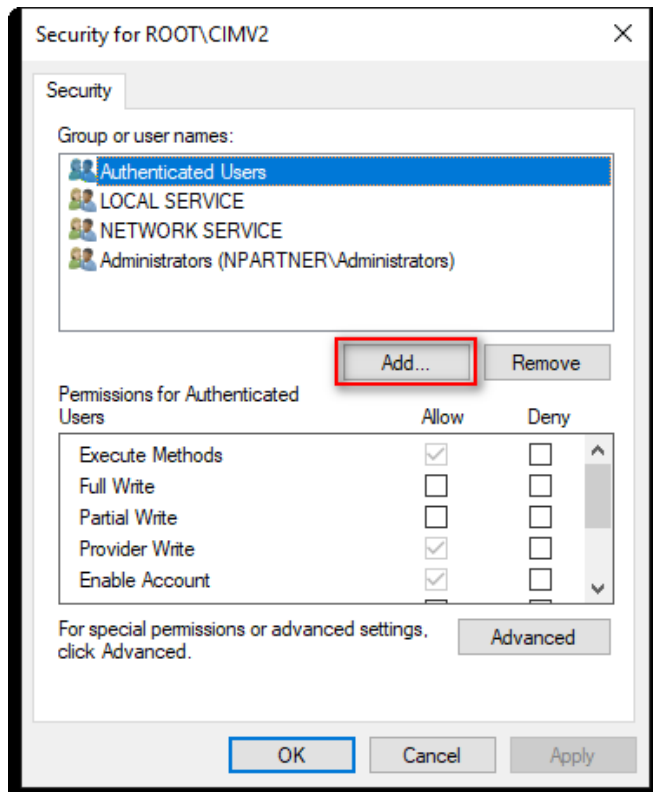 Security for ROOT\CIMV2
Security
Group or user names:
Authenticated Users
LOCAL SERVICE
NETWORK SERVICE
Administrators (NPARTNER\Administrators)
Add...
Remove
Permissions for Authenticated
Users
Allow
Deny
Execute Methods
Full Write
Partial Write
Provider Write
Enable Account
For special permissions or advanced settings,
click Advanced.
Advanced
OK
Cancel
Apply